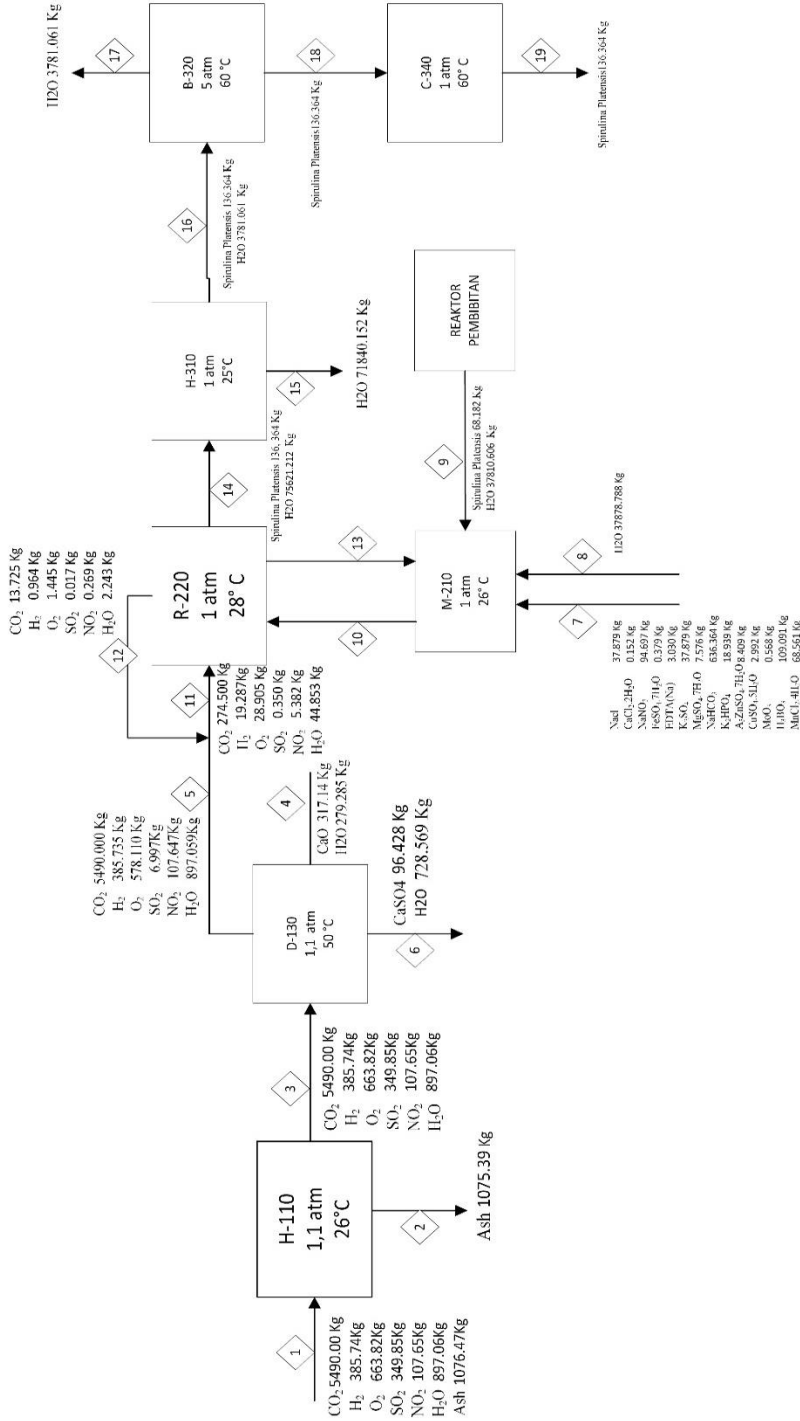 1
CO₂ 5490.00 Kg
H₂ 385.74Kg
O₂ 663.82Kg
SO₂ 349.85Kg
NO₂ 107.65Kg
H₂O 897.06Kg
Ash 1076.47Kg
H-110
1,1 atm
26°C
2
Ash 1075.39 Kg
3
CO₂ 5490.00 Kg
H₂ 385.74Kg
O₂ 663.82Kg
SO₂ 349.85Kg
NO₂ 107.65Kg
H₂O 897.06Kg
D-130
1,1 atm
50 °C
4
CaO 317.14 Kg
H2O 279.285 Kg
6
CaSO4 96.428 Kg
H2O 728.569 Kg
5
CO₂ 5490.000 Kg
H₂ 385.735 Kg
O₂ 578.110 Kg
SO₂ 6.997Kg
NO₂ 107.647Kg
H₂O 897.059Kg
11
CO₂ 274.500 Kg
H₂ 19.287Kg
O₂ 28.905 Kg
SO₂ 0.350 Kg
NO₂ 5.382 Kg
H₂O 44.853 Kg
12
CO₂ 13.725 Kg
H₂ 0.964 Kg
O₂ 1.445 Kg
SO₂ 0.017 Kg
NO₂ 0.269 Kg
H₂O 2.243 Kg
R-220
1 atm
28° C
10
13
M-210
1 atm
26 °C
7
Nacl 37.879 Kg
CaCl₂.2H₂O 0.152 Kg
NaNO₃ 94.697 Kg
FeSO₄.7H₂O 0.379 Kg
EDTA(Na) 3.030 Kg
K₂SO₄ 37.879 Kg
MgSO₄.7H₂O 7.576 Kg
NaHCO₃ 636.364 Kg
K₂HPO₄ 18.939 Kg
A₅ZnSO₄.7H₂O 8.409 Kg
CuSO₄.5H₂O 2.992 Kg
MoO₃ 0.568 Kg
H₃BO₃ 109.091 Kg
MnCl₂.4H₂O 68.561 Kg
8
H2O 37878.788 Kg
9
Spirulina Platensis 68.182 Kg
H2O 37810.606 Kg
REAKTOR
PEMBIBITAN
14
Spirulina Platensis 136, 364 Kg
H2O 75621.212 Kg
H-310
1 atm
25°C
15
H2O 71840.152 Kg
16
Spirulina Platensis 136.364 Kg
H2O 3781.061 Kg
B-320
5 atm
60 °C
17
H2O 3781.061 Kg
18
Spirulina Platensis136.364 Kg
C-340
1 atm
60° C
19
Spirulina Platensis136.364 Kg